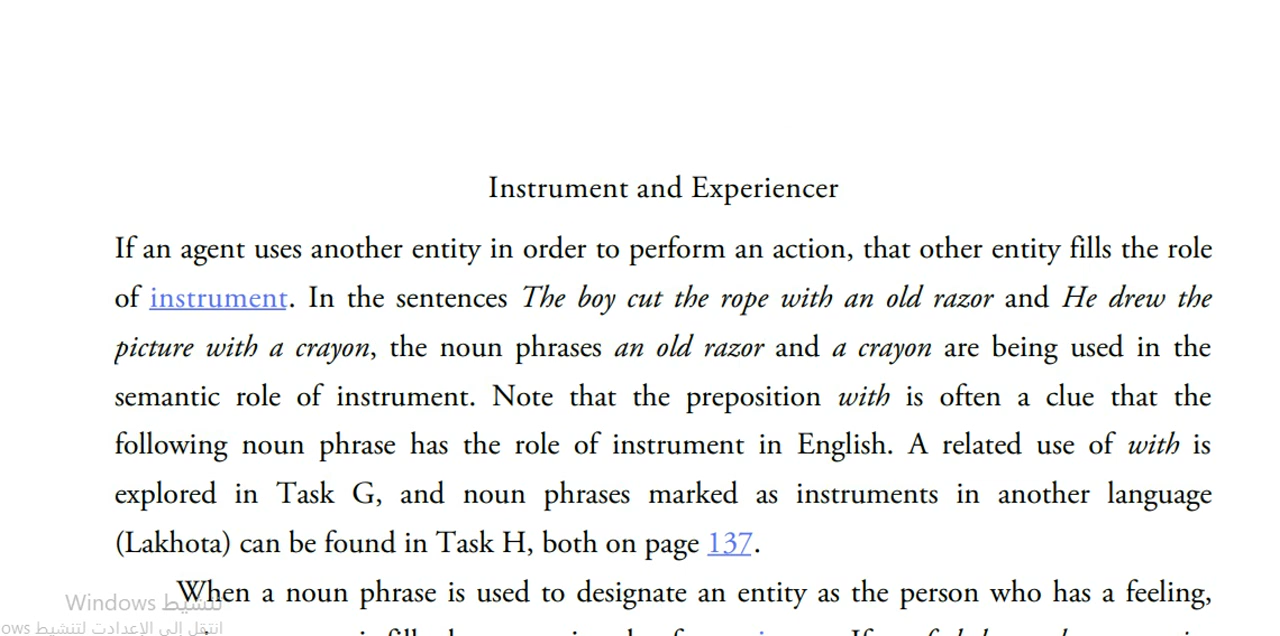 Instrument and Experiencer
If an agent uses another entity in order to perform an action, that other entity fills the role
of instrument. In the sentences The boy cut the rope with an old razor and He drew the
picture with a crayon, the noun phrases an old razor and a crayon are being used in the
semantic role of instrument. Note that the preposition with is often a clue that the
following noun phrase has the role of instrument in English. A related use of with is
explored in Task G, and noun phrases marked as instruments in another language
(Lakhota) can be found in Task H, both on page 137.
When a noun phrase is used to designate an entity as the person who has a feeling,
تنشيط Windows
انتقل إلى الإعدادات لتنشيط ows